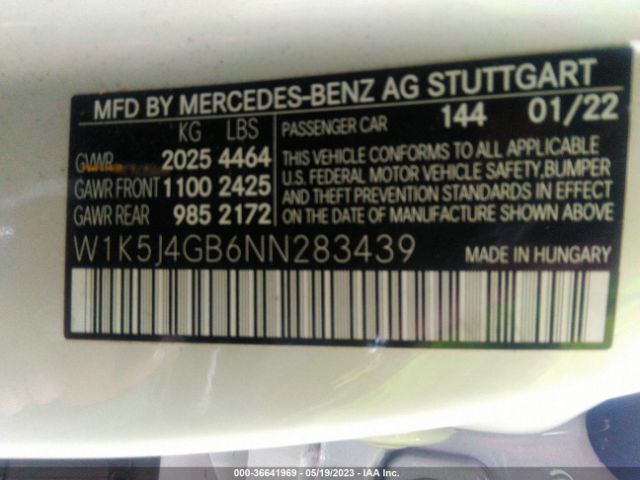 MFD BY MERCEDES-BENZ AG STUTTGART
KG LBS
PASSENGER CAR 144 01/22
GVWR 2025 4464
GAWR FRONT 1100 2425
GAWR REAR 985 2172
THIS VEHICLE CONFORMS TO ALL APPLICABLE
U.S. FEDERAL MOTOR VEHICLE SAFETY, BUMPER
AND THEFT PREVENTION STANDARDS IN EFFECT
ON THE DATE OF MANUFACTURE SHOWN ABOVE
W1K5J4GB6NN283439
MADE IN HUNGARY
000-36641969 - 05/19/2023 - IAA Inc.